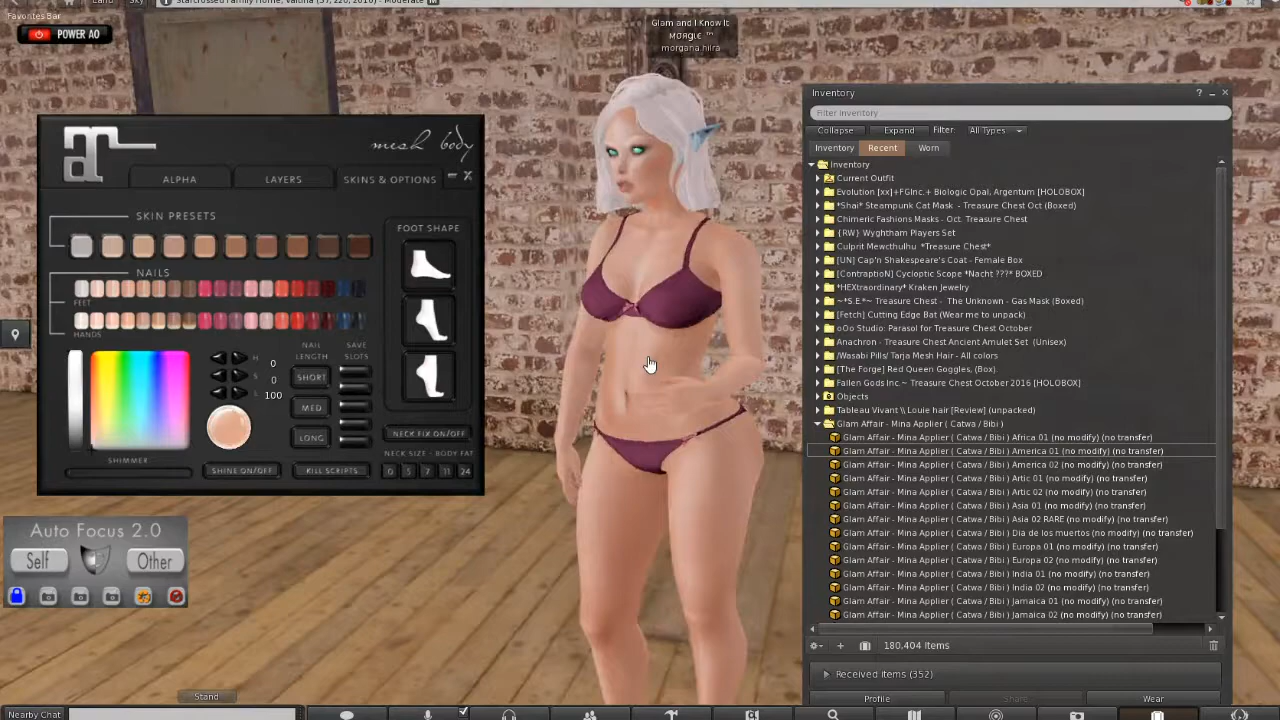 Land
Sky
Starcrossed Family Home, Valuria (37, 220, 2010) - Moderate
Favorites Bar
POWER AO
Glam and I Know It
MσяGιє ™
morgana hilra
mesh body
ALPHA
LAYERS
SKINS & OPTIONS
SKIN PRESETS
FOOT SHAPE
NAILS
FEET
HANDS
NAIL LENGTH
SAVE SLOTS
H 0
S 0
L 100
SHORT
MED
LONG
SHIMMER
SHINE ON/OFF
KILL SCRIPTS
NECK FIX ON/OFF
NECK SIZE - BODY FAT
0 5 7 11 24
Auto Focus 2.0
Self
Other
Inventory
Filter Inventory
Collapse Expand Filter: All Types
Inventory Recent Worn
Inventory
Current Outfit
Evolution [xx]+FGInc.+ Biologic Opal, Argentum [HOLOBOX]
*Shai* Steampunk Cat Mask - Treasure Chest Oct (Boxed)
Chimeric Fashions Masks - Oct. Treasure Chest
{RW} Wyghtham Players Set
Culprit Mewcthulhu *Treasure Chest*
[UN] Cap'n Shakespeare's Coat - Female Box
[ContraptioN] Cycloptic Scope *Nacht ???* BOXED
*HEXtraordinary* Kraken Jewelry
~*S.E*~ Treasure Chest - The Unknown - Gas Mask (Boxed)
[Fetch] Cutting Edge Bat (Wear me to unpack)
oOo Studio: Parasol for Treasure Chest October
Anachron - Treasure Chest Ancient Amulet Set (Unisex)
/Wasabi Pills/ Tarja Mesh Hair - All colors
[The Forge] Red Queen Goggles, (Box).
Fallen Gods Inc.~ Treasure Chest October 2016 [HOLOBOX]
Objects
Tableau Vivant \\ Louie hair [Review] (unpacked)
Glam Affair - Mina Applier ( Catwa / Bibi )
Glam Affair - Mina Applier ( Catwa / Bibi ) Africa 01 (no modify) (no transfer)
Glam Affair - Mina Applier ( Catwa / Bibi ) America 01 (no modify) (no transfer)
Glam Affair - Mina Applier ( Catwa / Bibi ) America 02 (no modify) (no transfer)
Glam Affair - Mina Applier ( Catwa / Bibi ) Artic 01 (no modify) (no transfer)
Glam Affair - Mina Applier ( Catwa / Bibi ) Artic 02 (no modify) (no transfer)
Glam Affair - Mina Applier ( Catwa / Bibi ) Asia 01 (no modify) (no transfer)
Glam Affair - Mina Applier ( Catwa / Bibi ) Asia 02 RARE (no modify) (no transfer)
Glam Affair - Mina Applier ( Catwa / Bibi ) Dia de los muertos (no modify) (no transfer)
Glam Affair - Mina Applier ( Catwa / Bibi ) Europa 01 (no modify) (no transfer)
Glam Affair - Mina Applier ( Catwa / Bibi ) Europa 02 (no modify) (no transfer)
Glam Affair - Mina Applier ( Catwa / Bibi ) India 01 (no modify) (no transfer)
Glam Affair - Mina Applier ( Catwa / Bibi ) India 02 (no modify) (no transfer)
Glam Affair - Mina Applier ( Catwa / Bibi ) Jamaica 01 (no modify) (no transfer)
Glam Affair - Mina Applier ( Catwa / Bibi ) Jamaica 02 (no modify) (no transfer)
180,404 Items
Received items (352)
Profile Share Wear
Stand
Nearby Chat